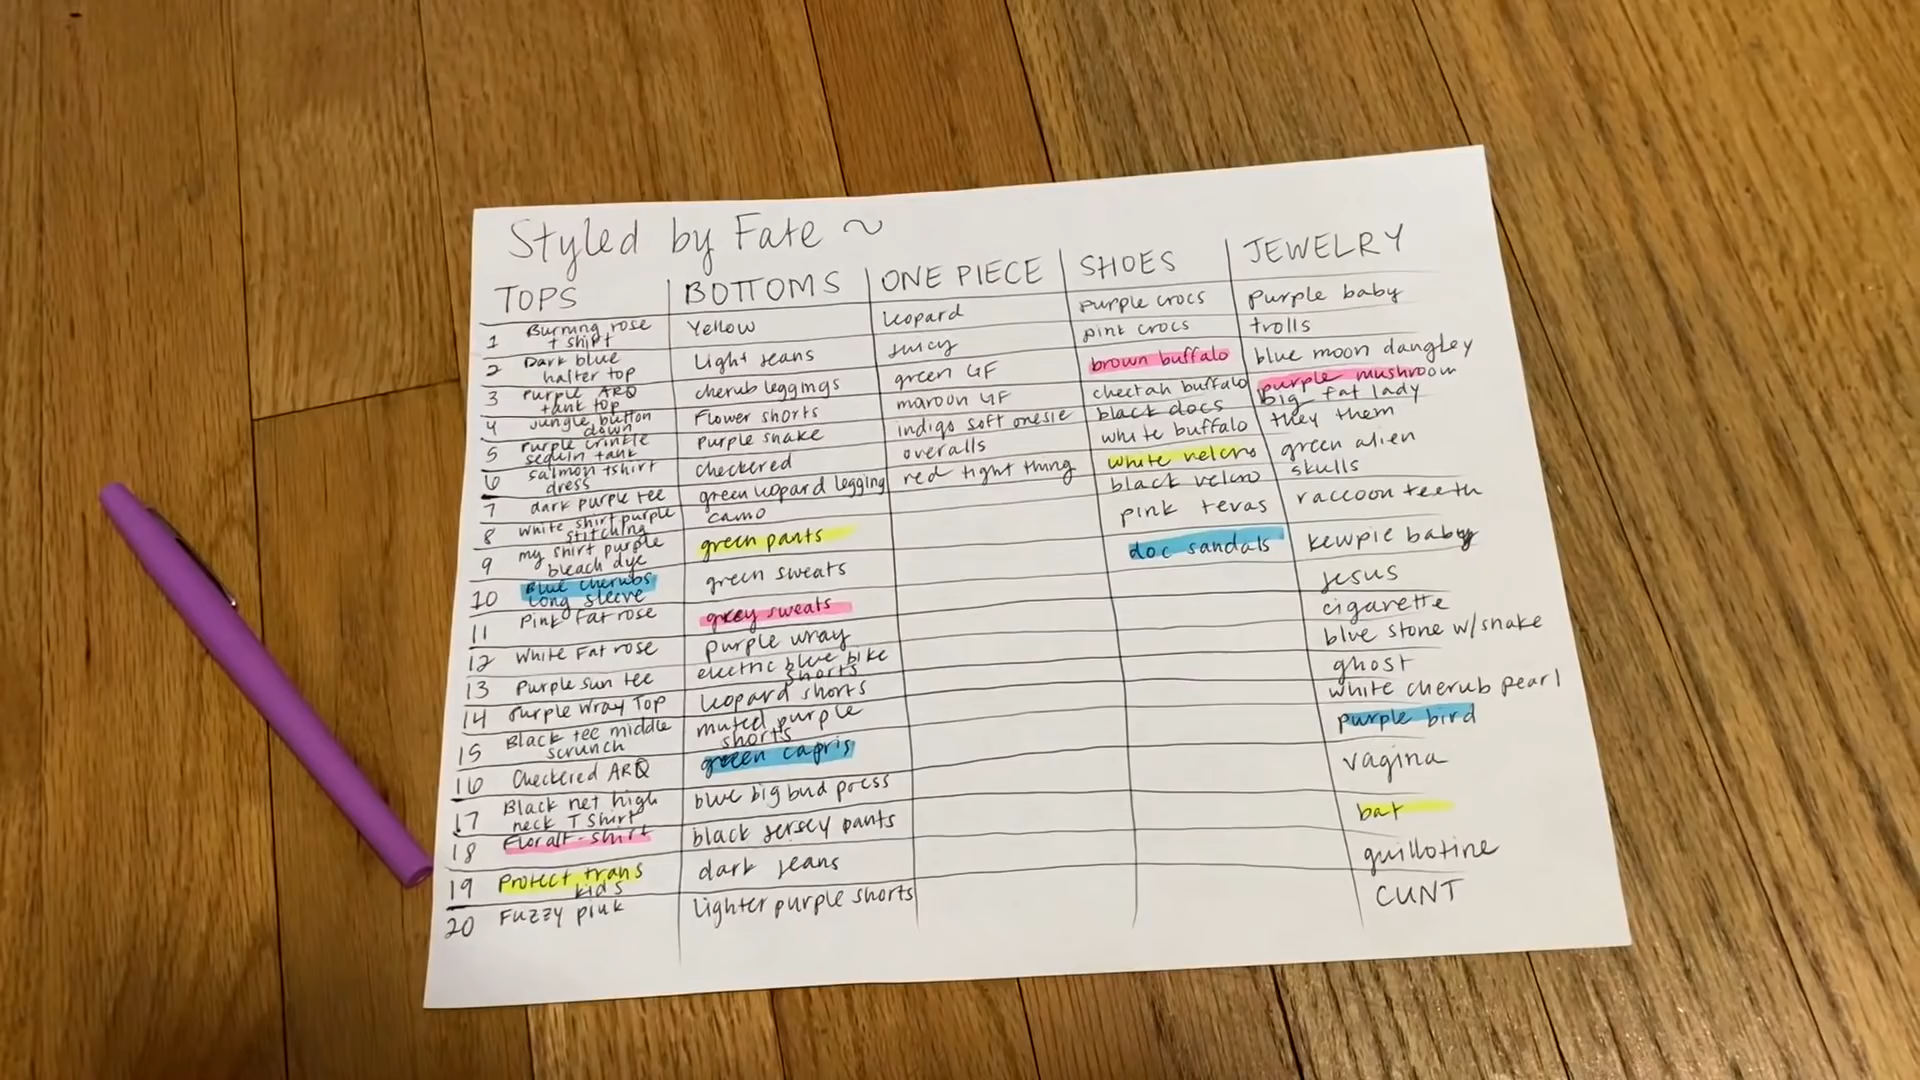 Styled by Fate ~
TOPS BOTTOMS ONE PIECE SHOES JEWELRY
1 Burning rose t shirt Yellow leopard purple crocs purple baby
2 Dark blue halter top Light jeans juicy pink crocs trolls
3 Purple ARQ tank top cherub leggings green GF brown buffalo blue moon dangley
4 Jungle button down Flower shorts maroon GF cheetah buffalo purple mushroom
5 Purple crinkle sequin tank Purple snake indigo soft onesie black docs big fat lady
6 salmon tshirt dress checkered overalls white buffalo they them
7 dark purple tee green leopard legging red tight thing white velcro green alien
8 white shirt purple stitching camo black velcro skulls
9 my shirt purple bleach dye green pants pink tevas raccoon teeth
10 Blue cherubs long sleeve green sweats doc sandals kewpie baby
11 Pink Fat rose grey sweats Jesus
12 White Fat rose purple wray cigarette
13 Purple sun tee electric blue bike shorts blue stone w/snake
14 Purple Wray Top leopard shorts ghost
15 Black tee middle scrunch muted purple shorts white cherub pearl
16 Checkered ARQ green capris purple bird
17 Black net high neck T Shirt blue big bud press vagina
18 Floral t-shirt black jersey pants bat
19 Protect trans kids dark jeans guillotine
20 Fuzzy pink lighter purple shorts CUNT